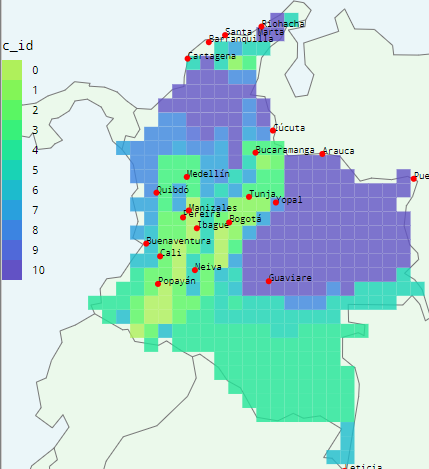 Riohacha
Santa Marta
Barranquilla
c_id
Cartagena
0
1
2
3
4
5
6
7
8
9
10
Cúcuta
Bucaramanga
Arauca
Medellín
Pue
Quibdó
Tunja
Yopal
Manizales
Pereira
Bogotá
Ibagué
Buenaventura
Cali
Neiva
Guaviare
Popayán
Leticia